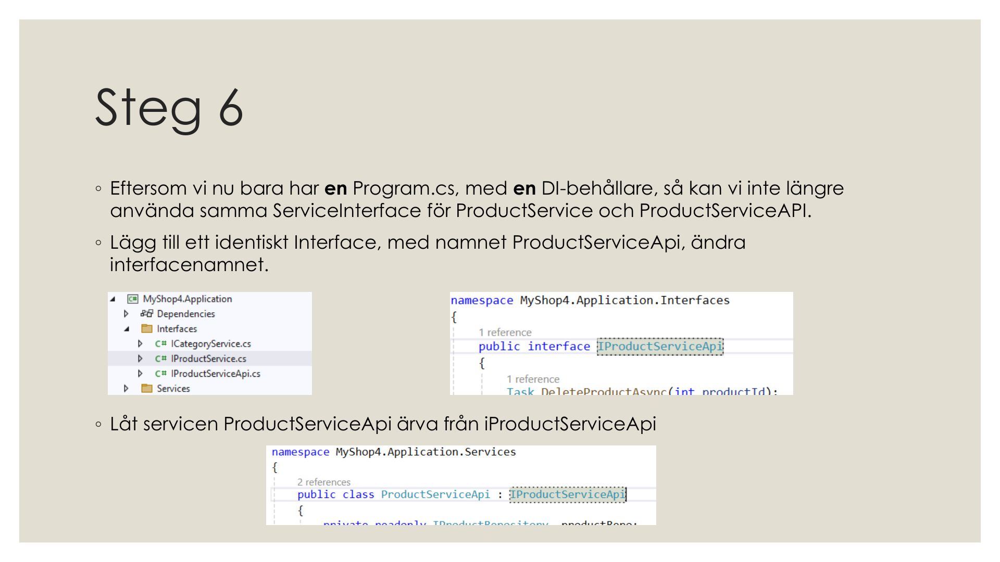 Steg 6
◦ Eftersom vi nu bara har en Program.cs, med en DI-behållare, så kan vi inte längre
använda samma ServiceInterface för ProductService och ProductServiceAPI.
◦ Lägg till ett identiskt Interface, med namnet ProductServiceApi, ändra
interfacenamnet.
MyShop4.Application
Dependencies
Interfaces
C# ICategoryService.cs
C# IProductService.cs
C# IProductServiceApi.cs
Services
namespace MyShop4.Application.Interfaces
{
1 reference
public interface IProductServiceApi
{
1 reference
Task DeleteProductAsync(int productId);
◦ Låt servicen ProductServiceApi ärva från iProductServiceApi
namespace MyShop4.Application.Services
{
2 references
public class ProductServiceApi : IProductServiceApi
{
private readonly IProductRepository _productRepo;